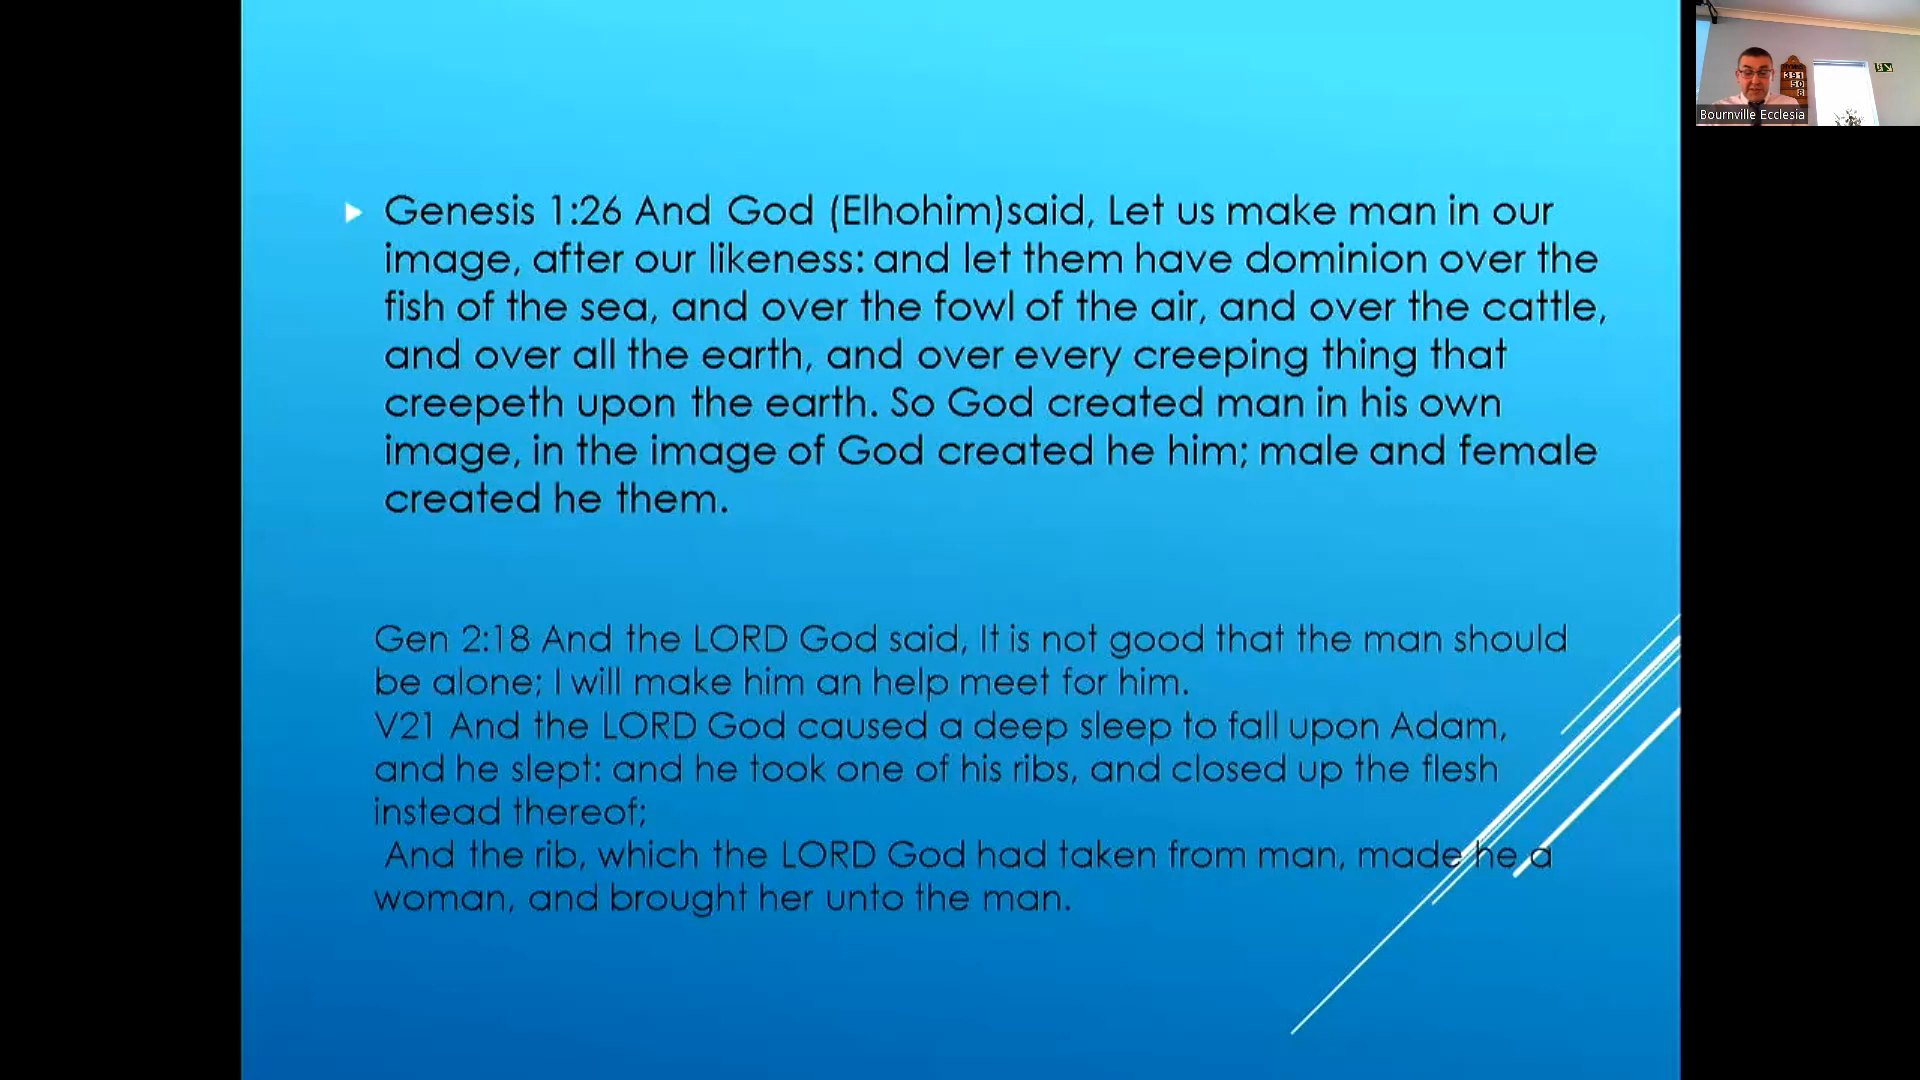 Genesis 1:26 And God (Elhohim)said, Let us make man in our
image, after our likeness: and let them have dominion over the
fish of the sea, and over the fowl of the air, and over the cattle,
and over all the earth, and over every creeping thing that
creepeth upon the earth. So God created man in his own
image, in the image of God created he him; male and female
created he them.
Gen 2:18 And the LORD God said, It is not good that the man should
be alone; I will make him an help meet for him.
V21 And the LORD God caused a deep sleep to fall upon Adam,
and he slept: and he took one of his ribs, and closed up the flesh
instead thereof;
And the rib, which the LORD God had taken from man, made he a
woman, and brought her unto the man.
391
50
Bournville Ecclesia